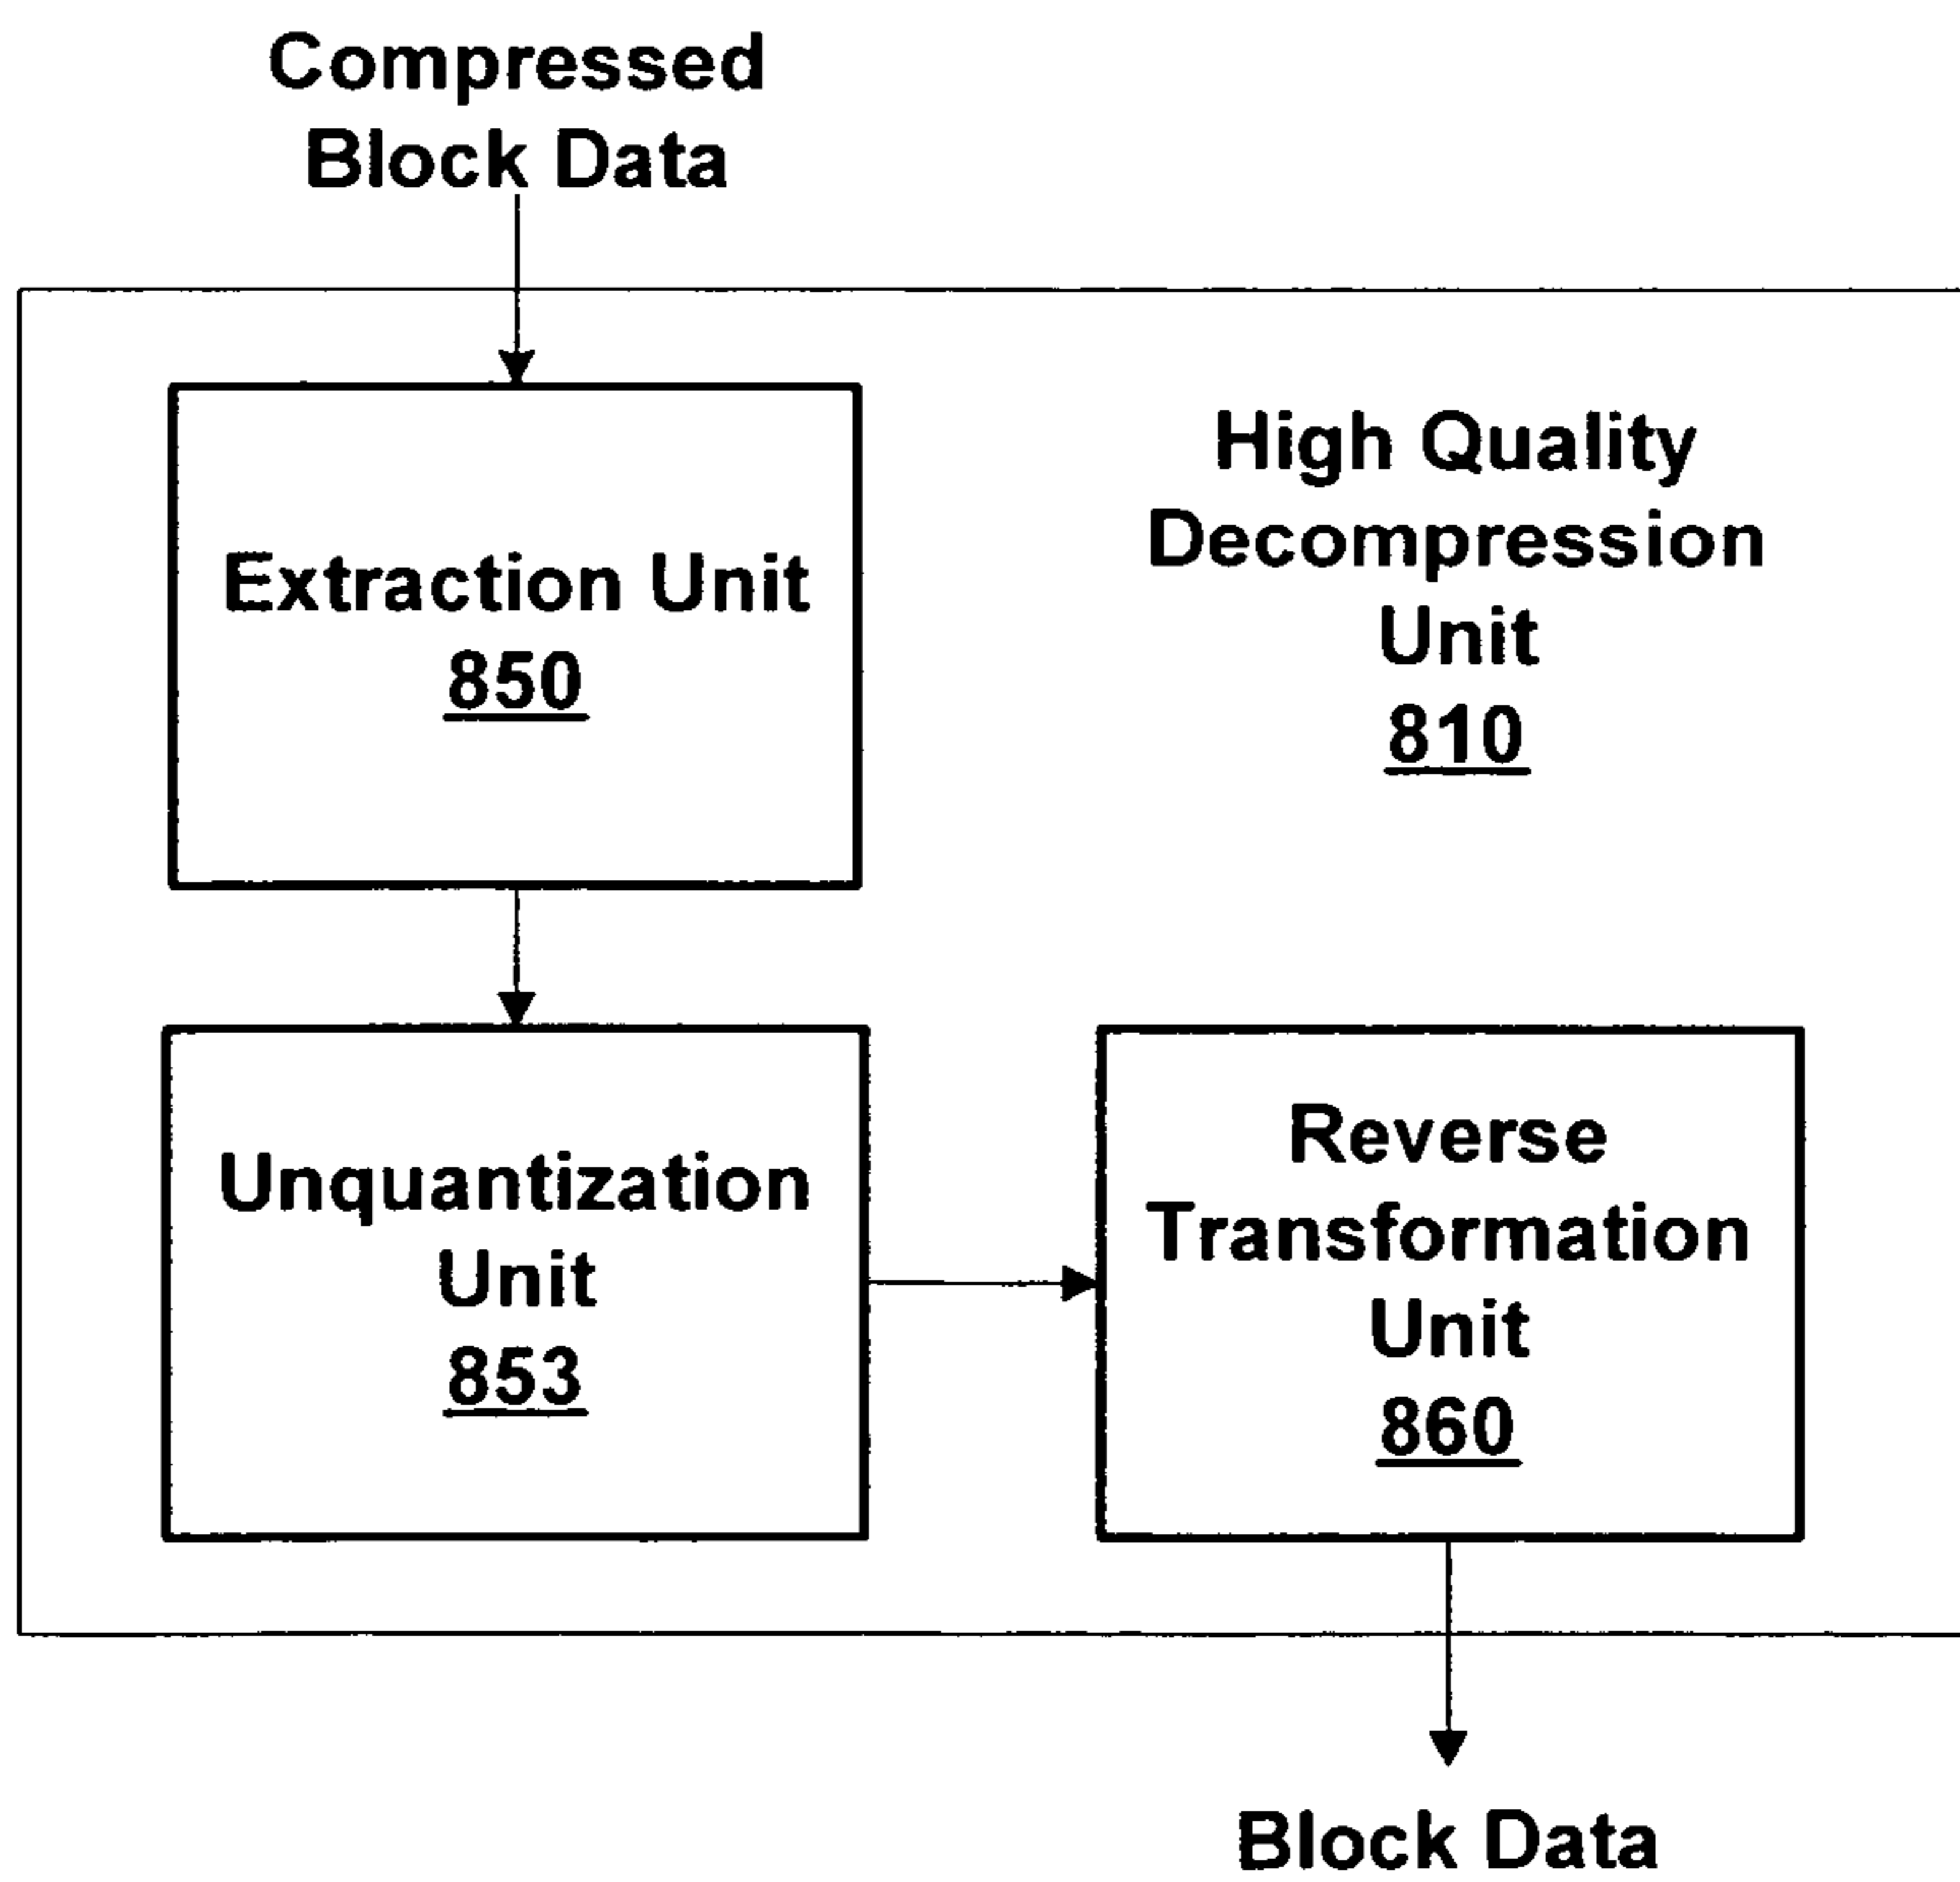 Compressed
Block Data
Extraction Unit
850
High Quality
Decompression
Unit
810
Unquantization
Unit
853
Reverse
Transformation
Unit
860
Block Data